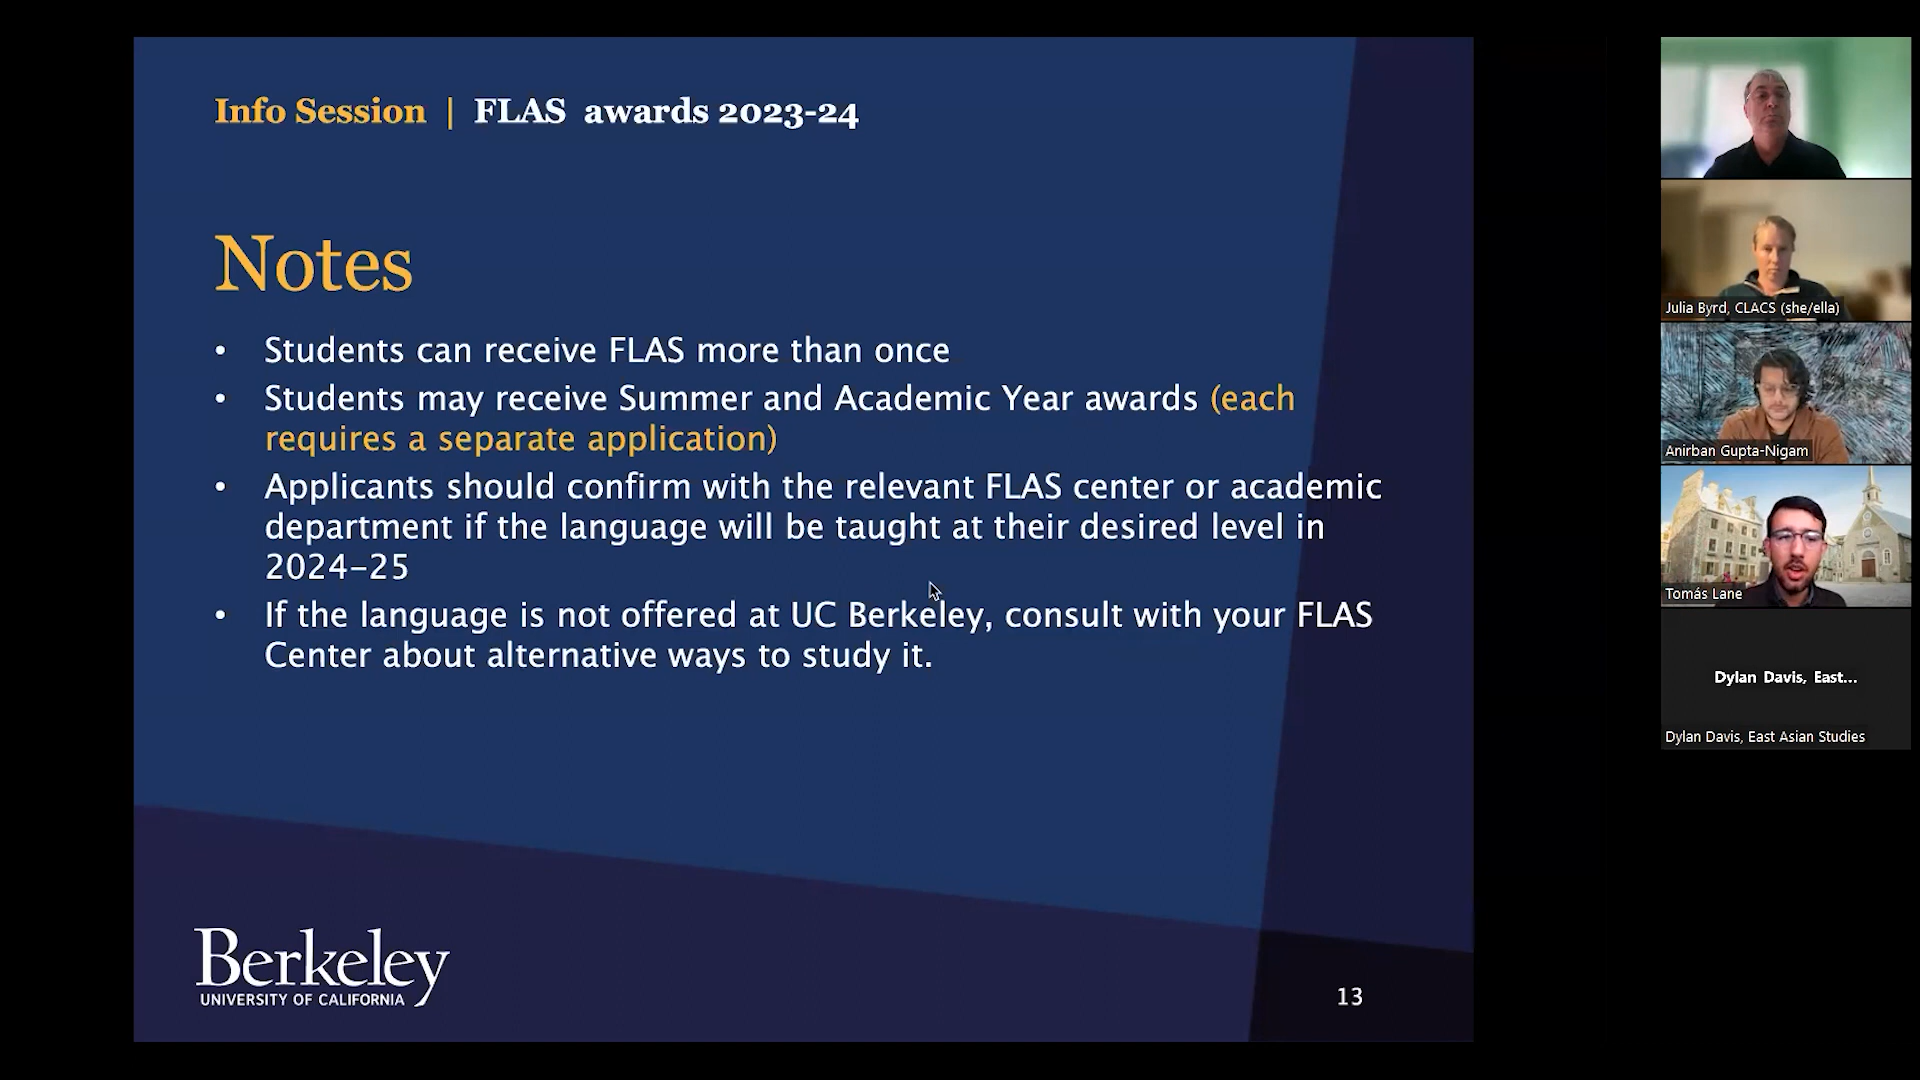 Info Session | FLAS awards 2023-24
Notes
• Students can receive FLAS more than once
• Students may receive Summer and Academic Year awards (each
requires a separate application)
• Applicants should confirm with the relevant FLAS center or academic
department if the language will be taught at their desired level in
2024-25
• If the language is not offered at UC Berkeley, consult with your FLAS
Center about alternative ways to study it.
Berkeley
UNIVERSITY OF CALIFORNIA
13
Julia Byrd, CLACS (she/ella)
Anirban Gupta-Nigam
Tomás Lane
Dylan Davis, East...
Dylan Davis, East Asian Studies